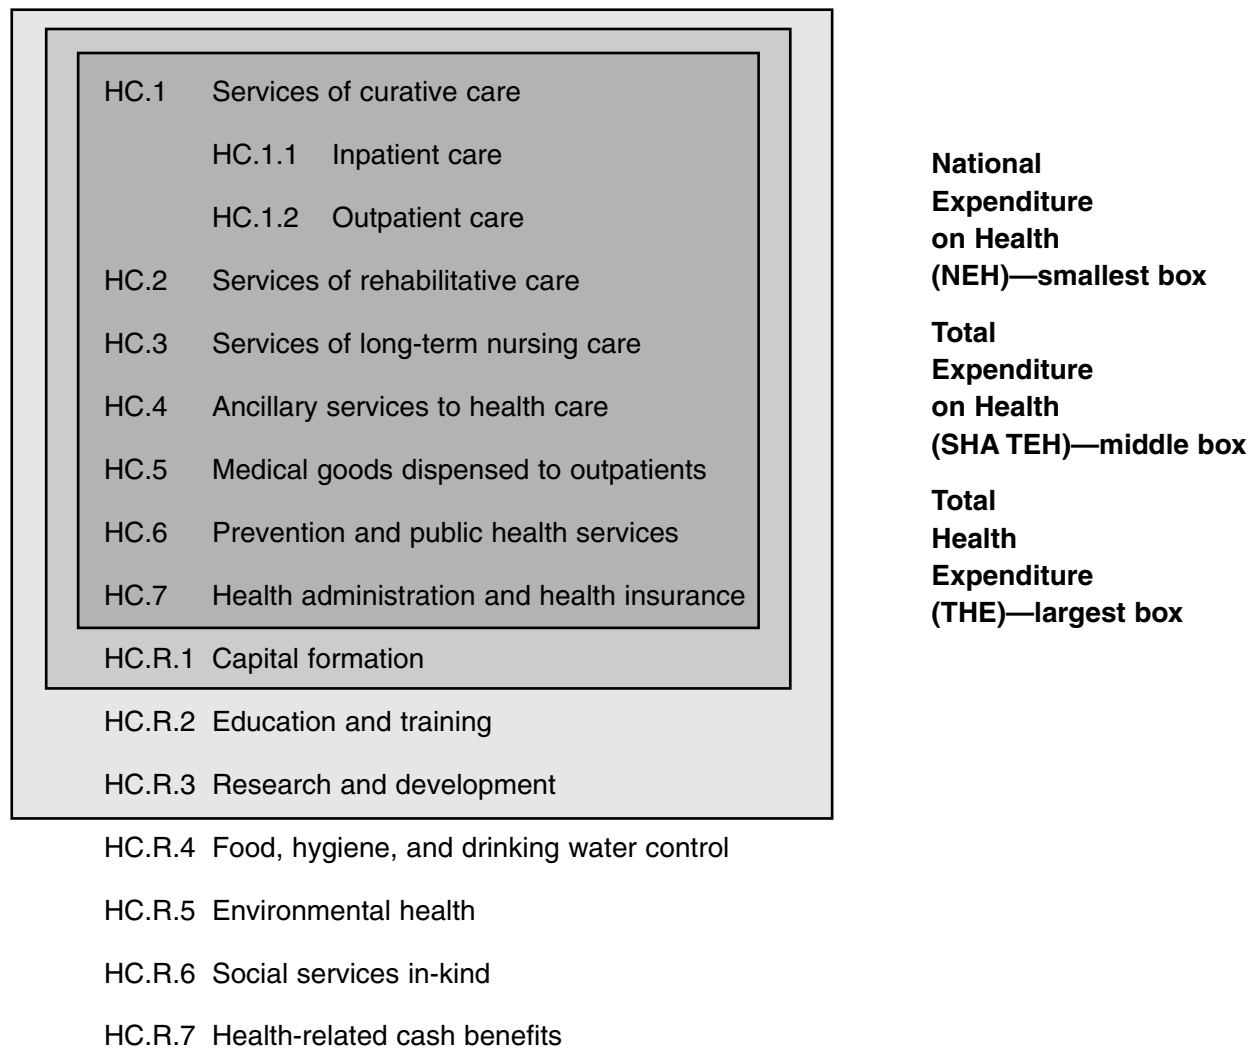 HC.1 Services of curative care
HC.1.1 Inpatient care
HC.1.2 Outpatient care
HC.2 Services of rehabilitative care
HC.3 Services of long-term nursing care
HC.4 Ancillary services to health care
HC.5 Medical goods dispensed to outpatients
HC.6 Prevention and public health services
HC.7 Health administration and health insurance
HC.R.1 Capital formation
HC.R.2 Education and training
HC.R.3 Research and development
HC.R.4 Food, hygiene, and drinking water control
HC.R.5 Environmental health
HC.R.6 Social services in-kind
HC.R.7 Health-related cash benefits
National
Expenditure
on Health
(NEH)—smallest box
Total
Expenditure
on Health
(SHA TEH)—middle box
Total
Health
Expenditure
(THE)—largest box